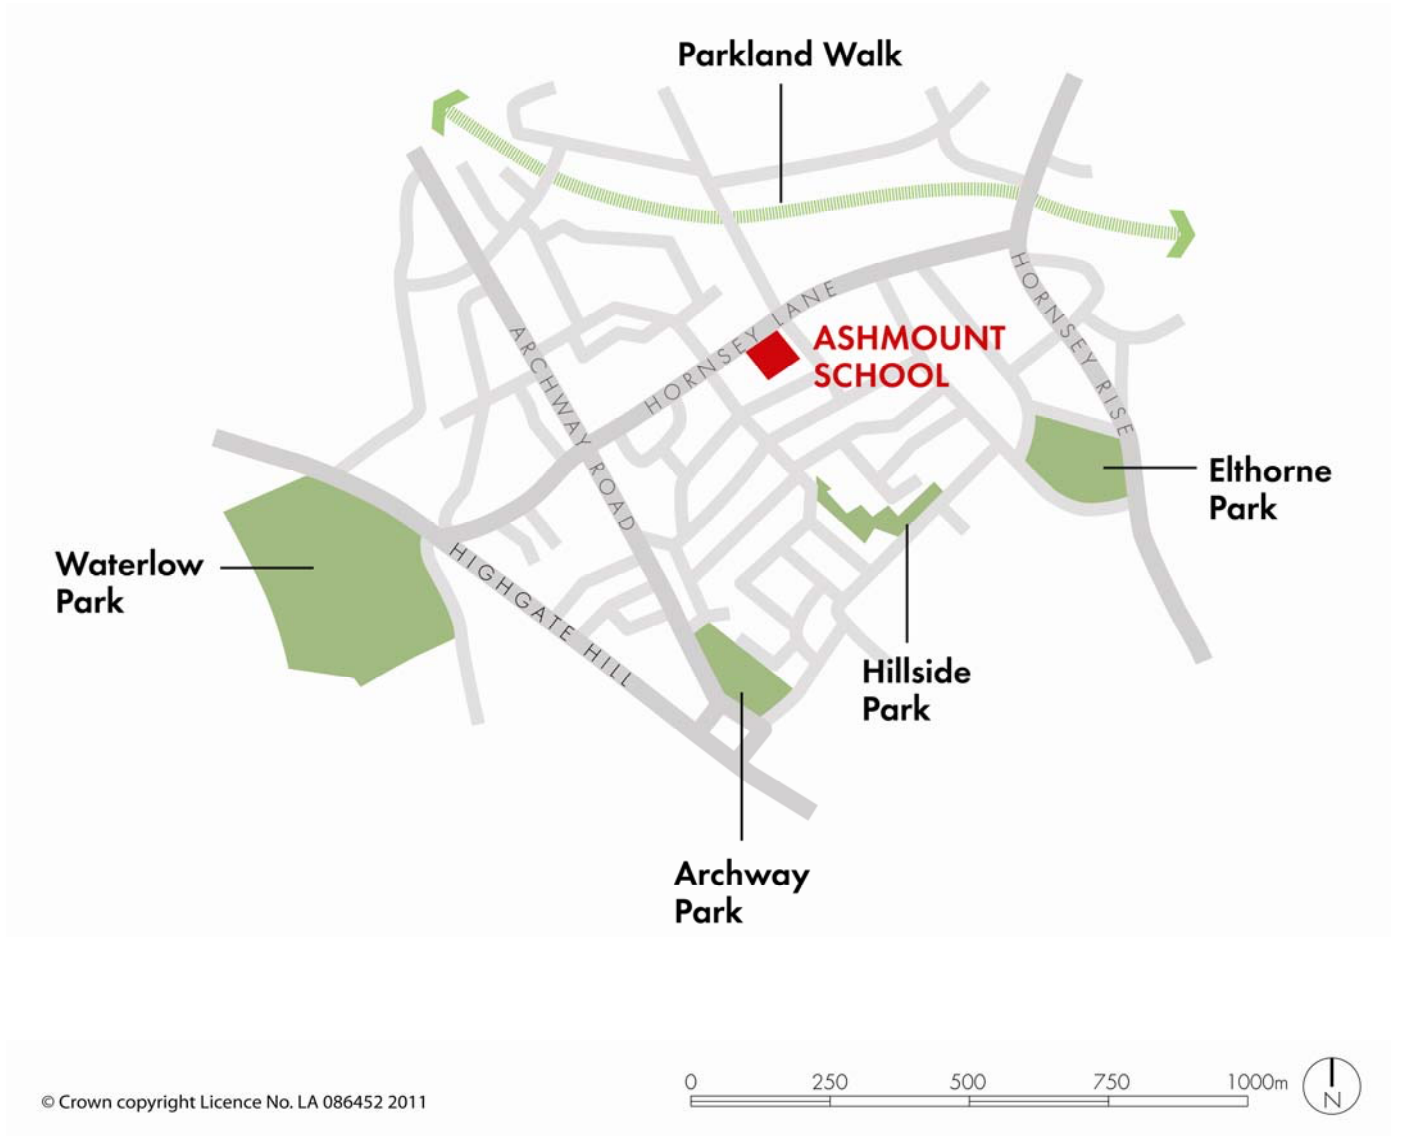 Parkland Walk
HORNSEY LANE
ASHMOUNT
SCHOOL
ARCHWAY ROAD
HORNSEY RISE
Elthorne
Park
Waterlow
Park
HIGHGATE HILL
Hillside
Park
Archway
Park
© Crown copyright Licence No. LA 086452 2011
0 250 500 750 1000m
N